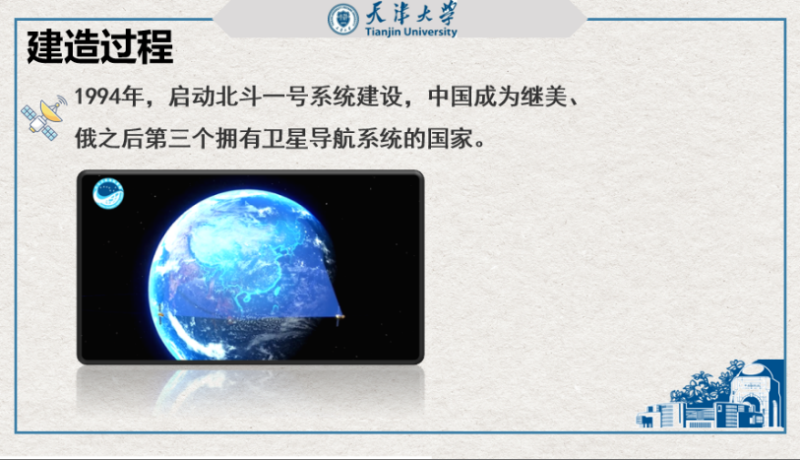 天津大学
Tianjin University
建造过程
1994年，启动北斗一号系统建设，中国成为继美、
俄之后第三个拥有卫星导航系统的国家。